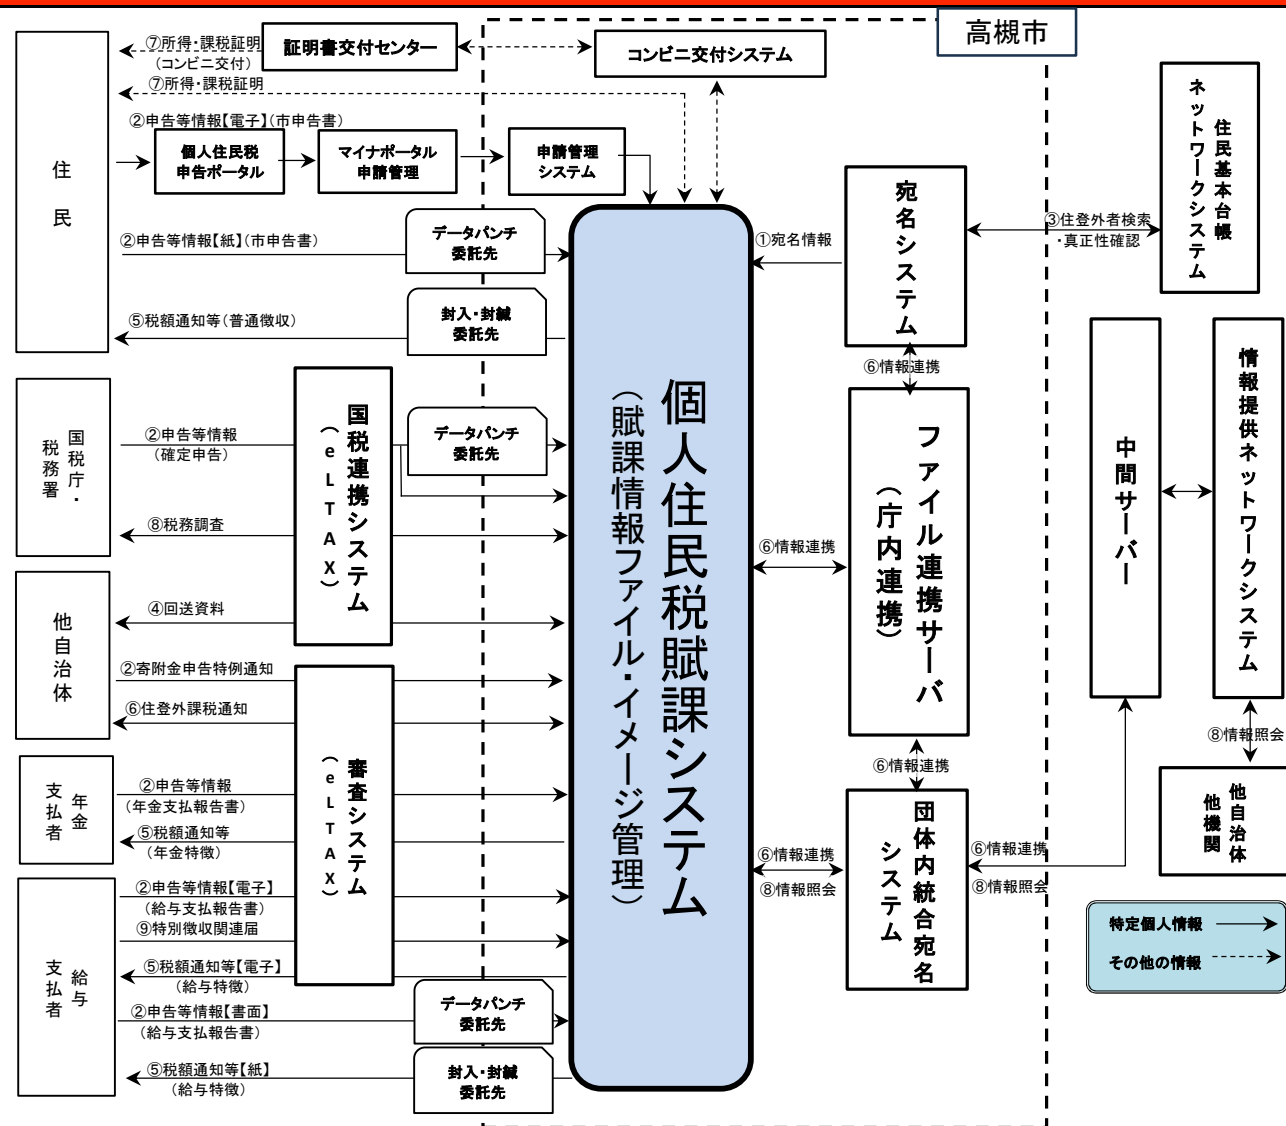 高槻市
⑦所得・課税証明
(コンビニ交付)
証明書交付センター
コンビニ交付システム
⑦所得・課税証明
②申告等情報【電子】(市申告書)
住民
個人住民税
申告ポータル
マイナポータル
申請管理
申請管理
システム
②申告等情報【紙】(市申告書)
データパンチ
委託先
⑤税額通知等(普通徴収)
封入・封緘
委託先
①宛名情報
宛名システム
③住登外者検索
・真正性確認
住民基本台帳
ネットワークシステム
⑥情報連携
国税庁・
税務署
②申告等情報
(確定申告)
国税連携システム
(eLTAX)
データパンチ
委託先
⑧税務調査
個人住民税賦課システム
(賦課情報ファイル・イメージ管理)
⑥情報連携
ファイル連携サーバ
(庁内連携)
中間サーバー
情報提供ネットワークシステム
他自治体
④回送資料
②寄附金申告特例通知
⑥住登外課税通知
審査システム
(eLTAX)
年金
支払者
②申告等情報
(年金支払報告書)
⑤税額通知等
(年金特徴)
⑥情報連携
⑧情報照会
他自治体
他機関
⑥情報連携
⑧情報照会
団体内統合宛名
システム
⑥情報連携
⑧情報照会
給与
支払者
②申告等情報【電子】
(給与支払報告書)
⑨特別徴収関連届
⑤税額通知等【電子】
(給与特徴)
②申告等情報【書面】
(給与支払報告書)
データパンチ
委託先
⑤税額通知等【紙】
(給与特徴)
封入・封緘
委託先
特定個人情報
その他の情報